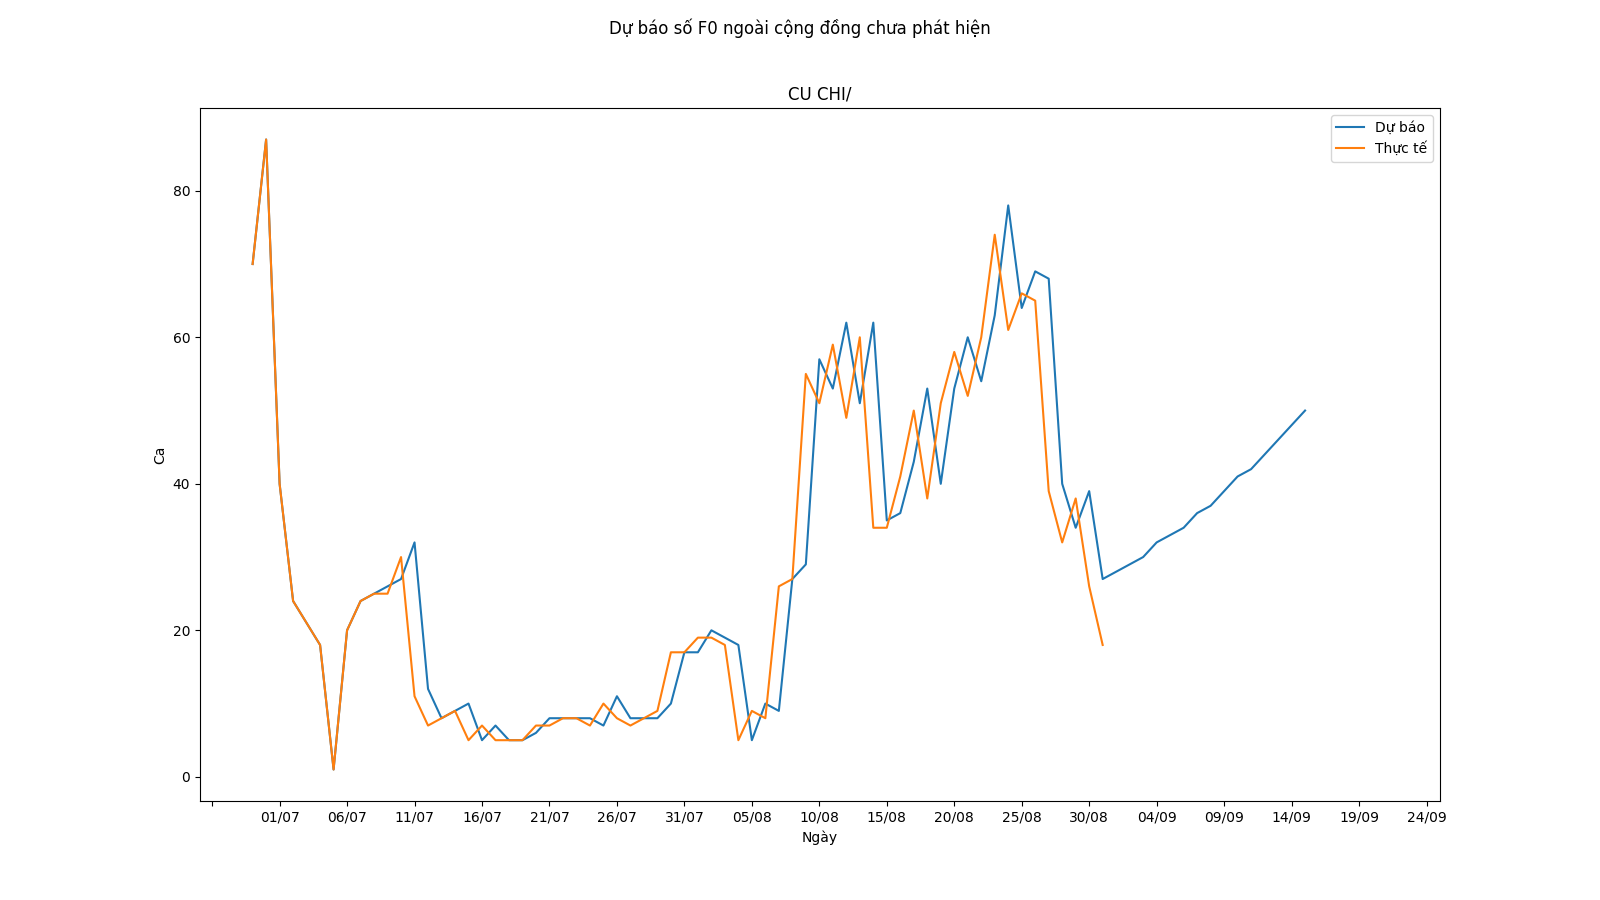 Dự báo số F0 ngoài cộng đồng chưa phát hiện
CU CHI/
Dự báo
Thực tế
80
60
40
20
0
Ca
01/07 06/07 11/07 16/07 21/07 26/07 31/07 05/08 10/08 15/08 20/08 25/08 30/08 04/09 09/09 14/09 19/09 24/09
Ngày